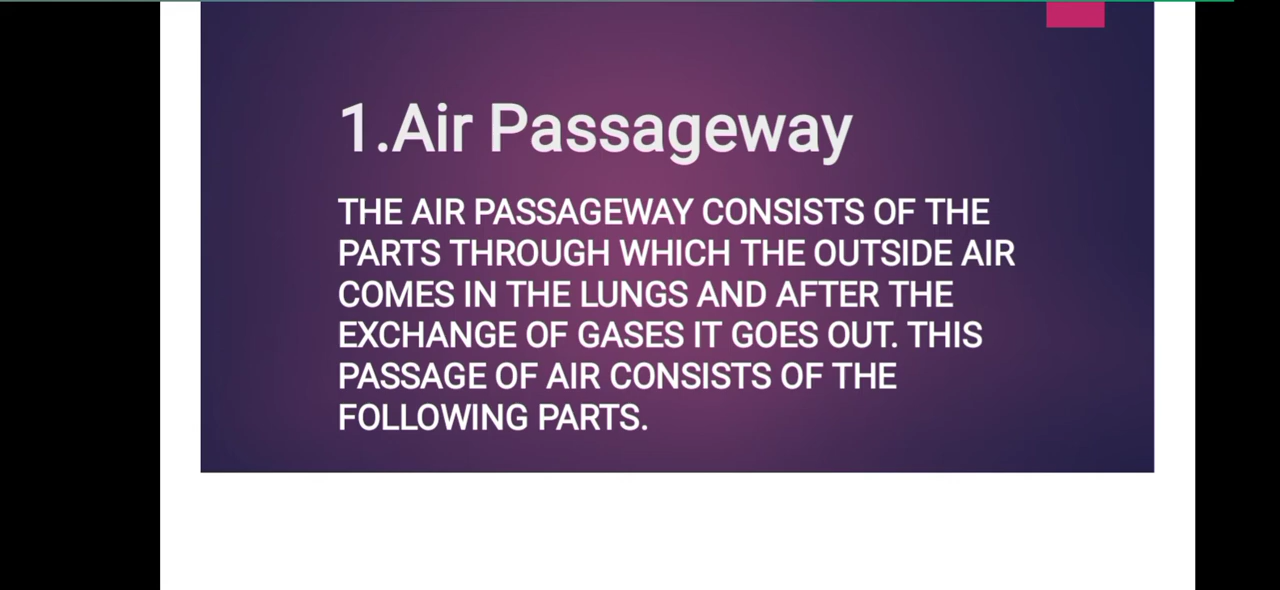 1.Air Passageway
THE AIR PASSAGEWAY CONSISTS OF THE
PARTS THROUGH WHICH THE OUTSIDE AIR
COMES IN THE LUNGS AND AFTER THE
EXCHANGE OF GASES IT GOES OUT. THIS
PASSAGE OF AIR CONSISTS OF THE
FOLLOWING PARTS.